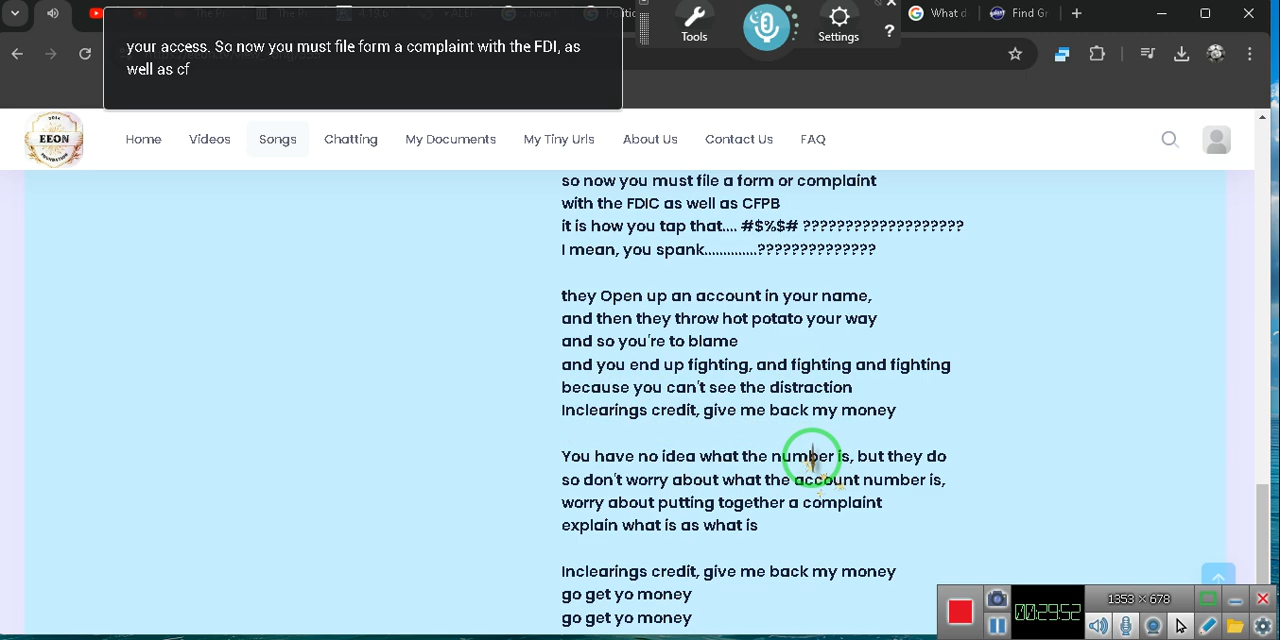 your access. So now you must file form a complaint with the FDI, as
well as cf
Tools
Settings
?
What d
Find Gr
2014
EEON
FOUNDATION
Home
Videos
Songs
Chatting
My Documents
My Tiny Urls
About Us
Contact Us
FAQ
so now you must file a form or complaint
with the FDIC as well as CFPB
it is how you tap that.... #$%$# ???????????????????
I mean, you spank..............??????????????
they Open up an account in your name,
and then they throw hot potato your way
and so you're to blame
and you end up fighting, and fighting and fighting
because you can't see the distraction
Inclearings credit, give me back my money
You have no idea what the number is, but they do
so don't worry about what the account number is,
worry about putting together a complaint
explain what is as what is
Inclearings credit, give me back my money
go get yo money
go get yo money
1353 × 678
00:29:52